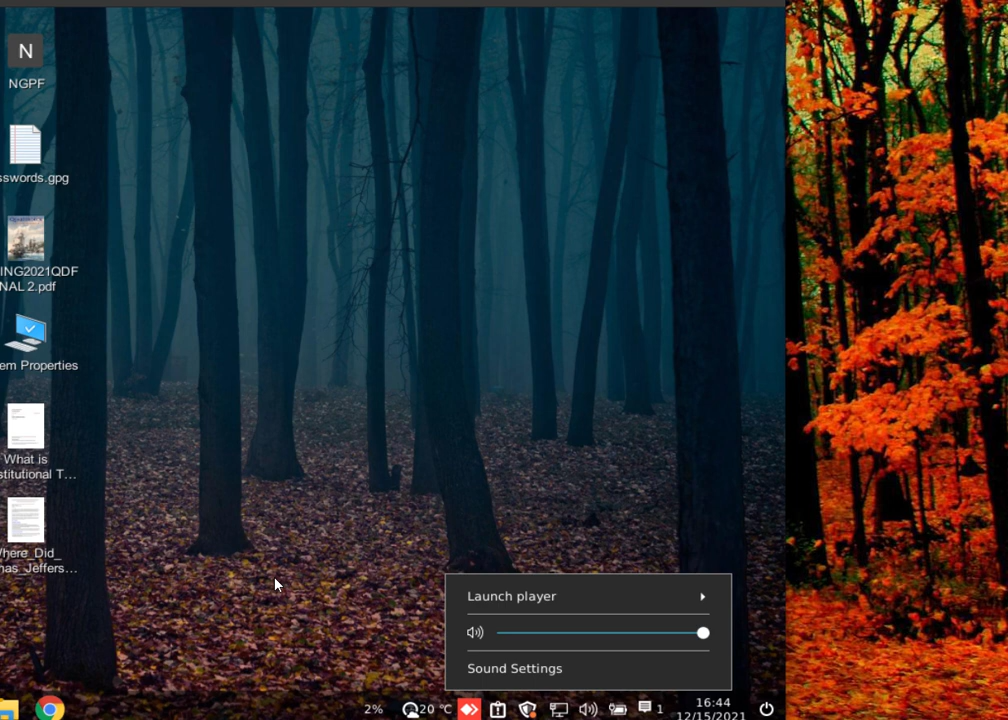 N
NGPF
sswords.gpg
ING2021QDF
NAL 2.pdf
em Properties
What is
stitutional T...
here_Did_
nas_Jeffers...
Launch player
Sound Settings
2%
20 °C
1
16:44
12/15/2021